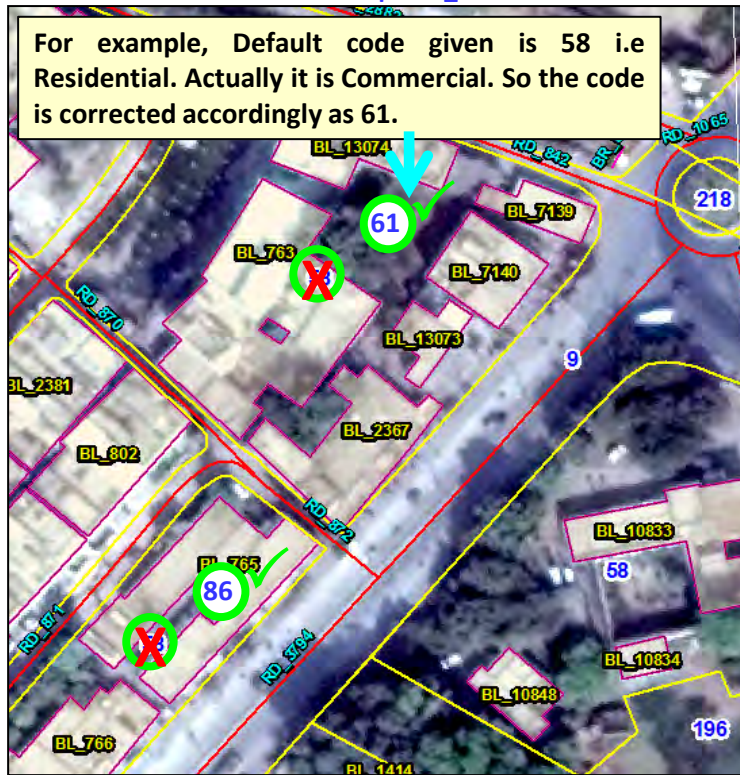 For example, Default code given is 58 i.e
Residential. Actually it is Commercial. So the code
is corrected accordingly as 61.
BL_13074
RD_842
RD_1065
218
61
BL_7139
BL_763
X
BL_7140
RD_870
BL_13073
9
BL_2381
BL_2367
BL_802
RD_872
BL_765
BL_10833
58
86
RD_871
X
BL_10834
RD_3794
BL_10848
BL_766
196
BL_1414